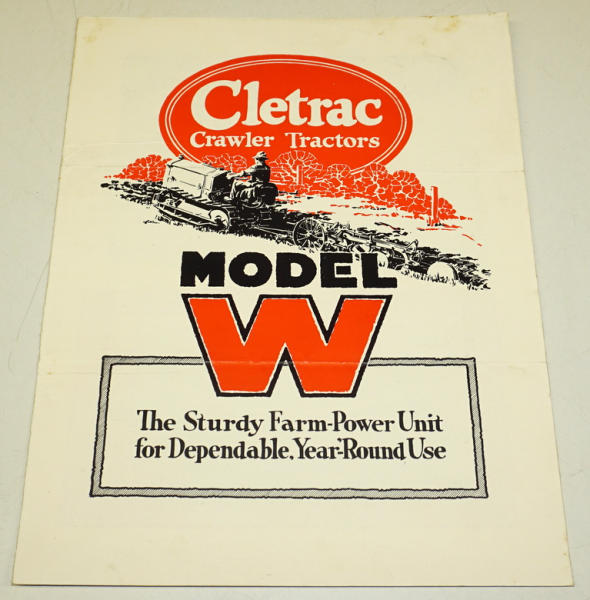 Cletrac
Crawler Tractors
MODEL
W
The Sturdy Farm-Power Unit
for Dependable, Year-Round Use